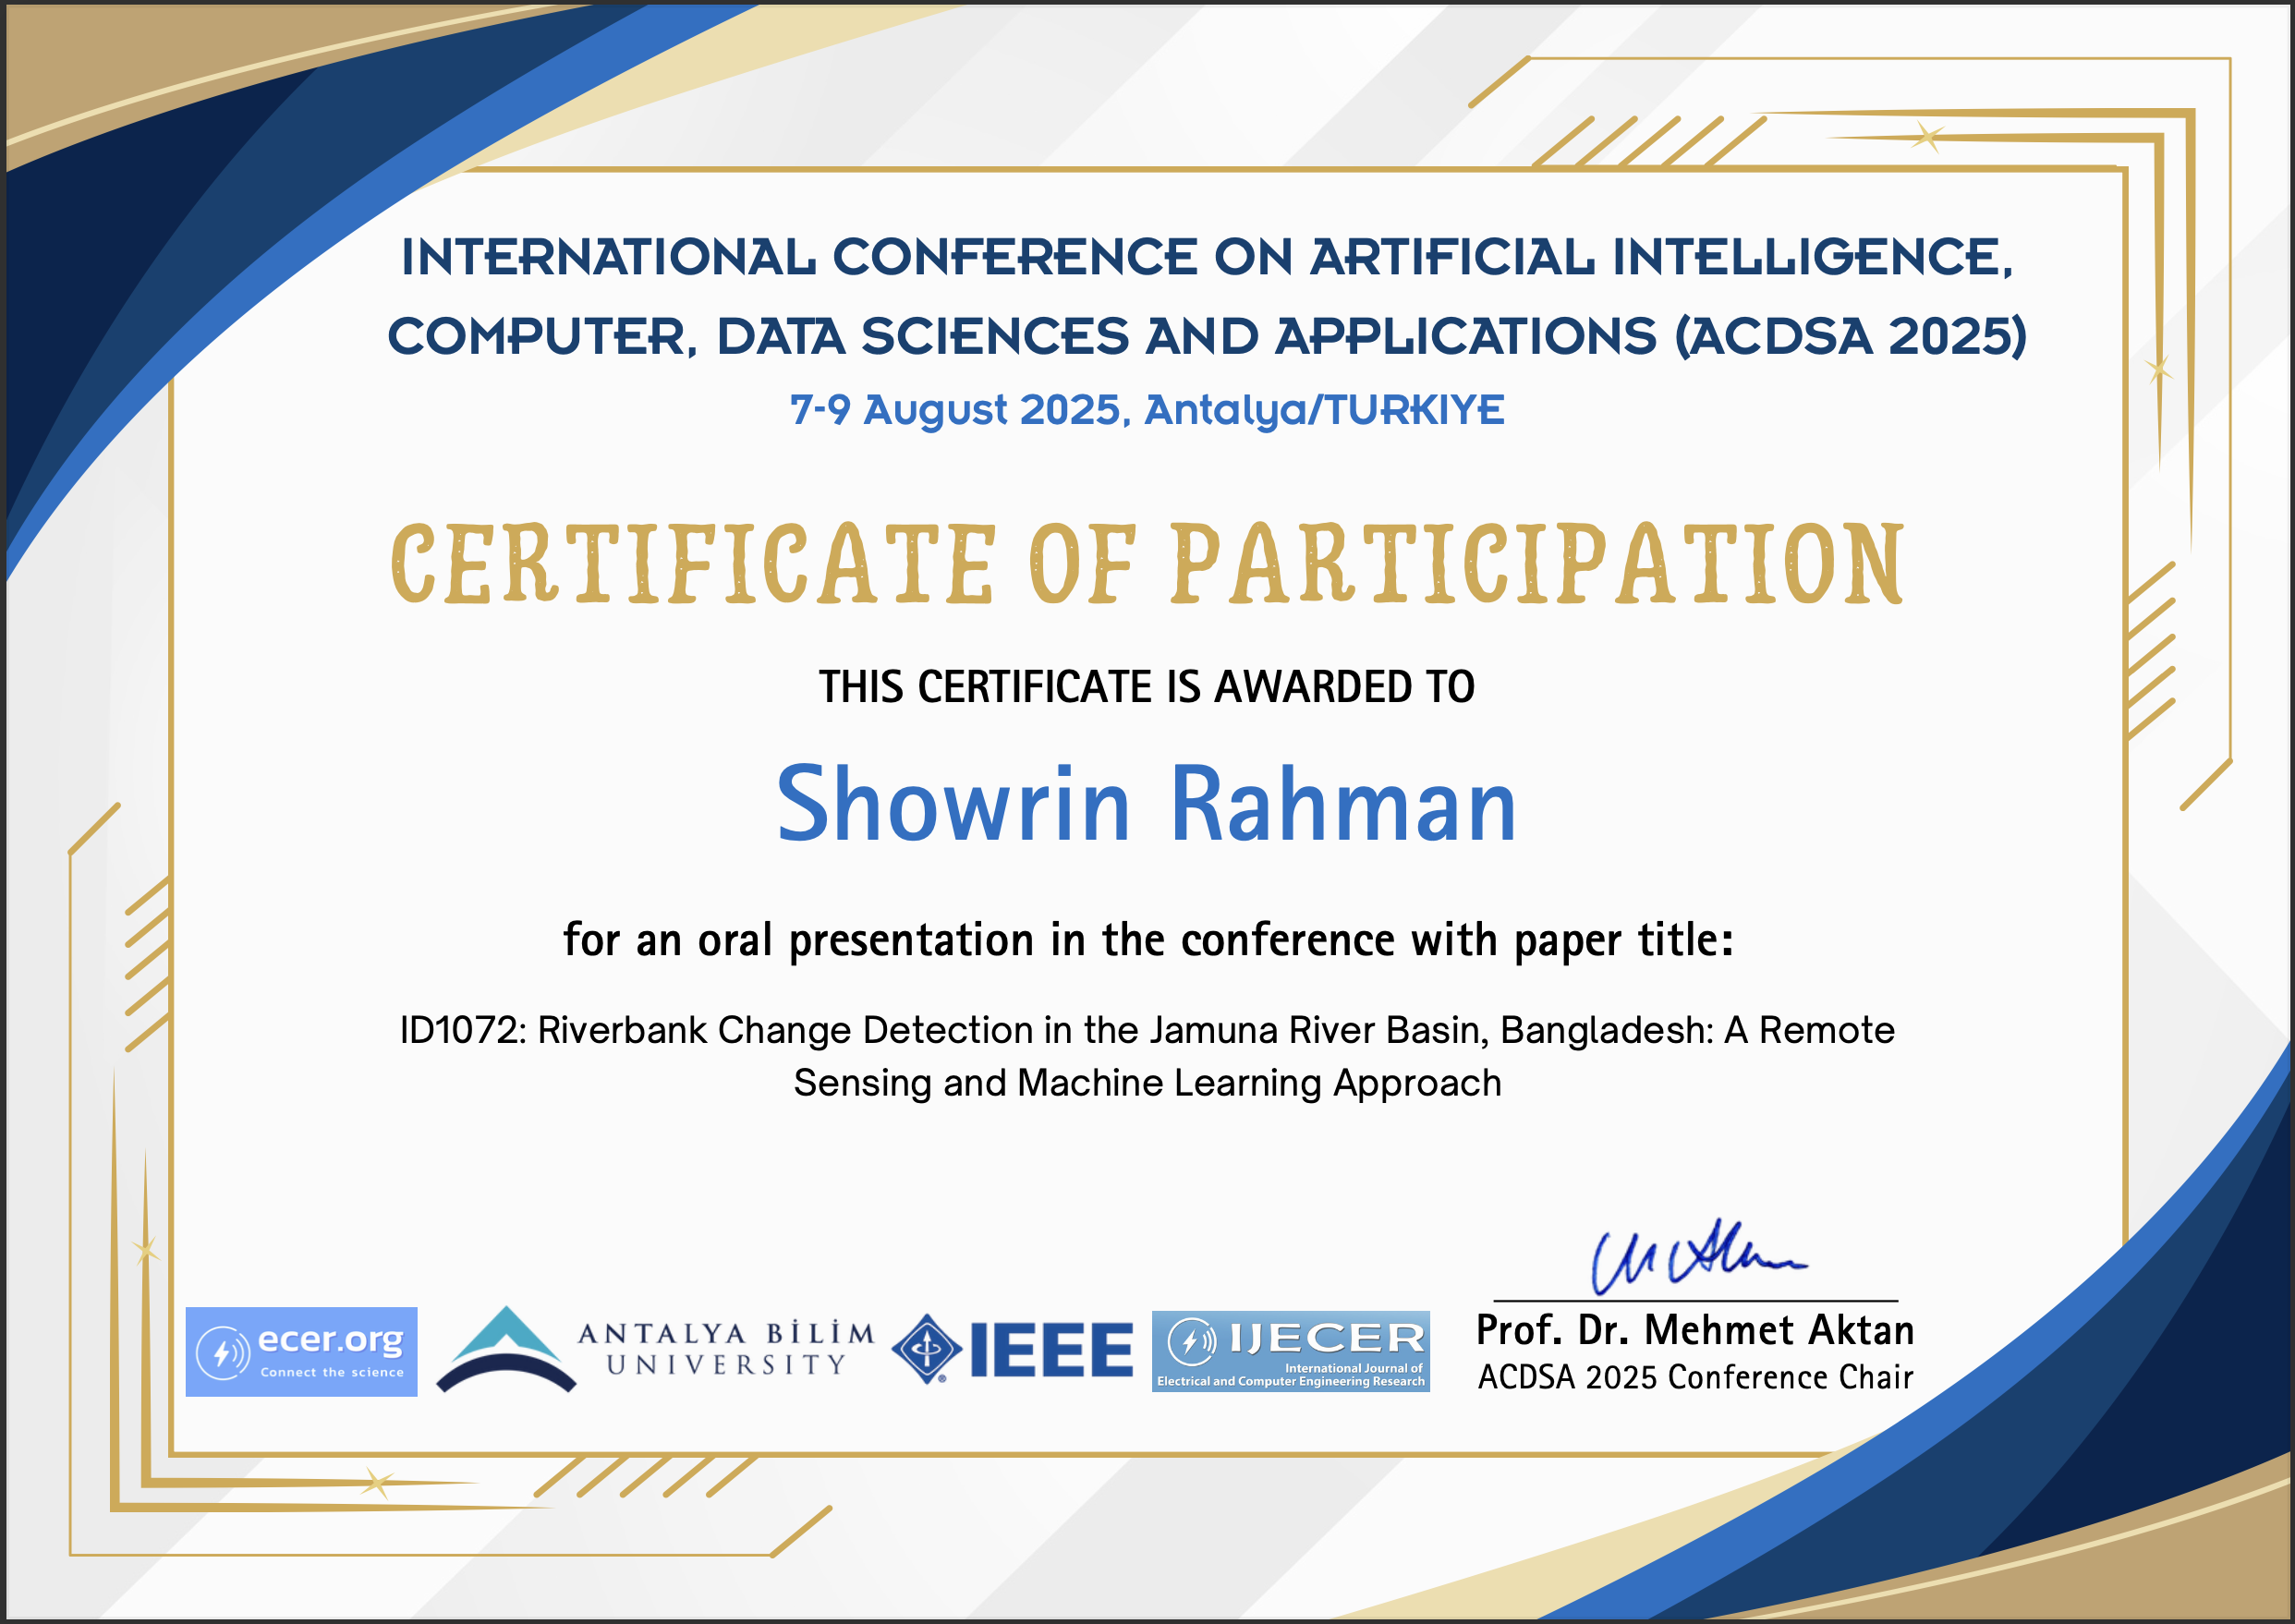 INTERNATIONAL CONFERENCE ON ARTIFICIAL INTELLIGENCE,
COMPUTER, DATA SCIENCES AND APPLICATIONS (ACDSA 2025)
7-9 August 2025, Antalya/TURKIYE
CERTIFICATE OF PARTICIPATION
THIS CERTIFICATE IS AWARDED TO
Showrin Rahman
for an oral presentation in the conference with paper title:
ID1072: Riverbank Change Detection in the Jamuna River Basin, Bangladesh: A Remote
Sensing and Machine Learning Approach
ecer.org
Connect the science
ANTALYA BİLİM
UNIVERSITY
IEEE
IJECER
International Journal of
Electrical and Computer Engineering Research
Prof. Dr. Mehmet Aktan
ACDSA 2025 Conference Chair